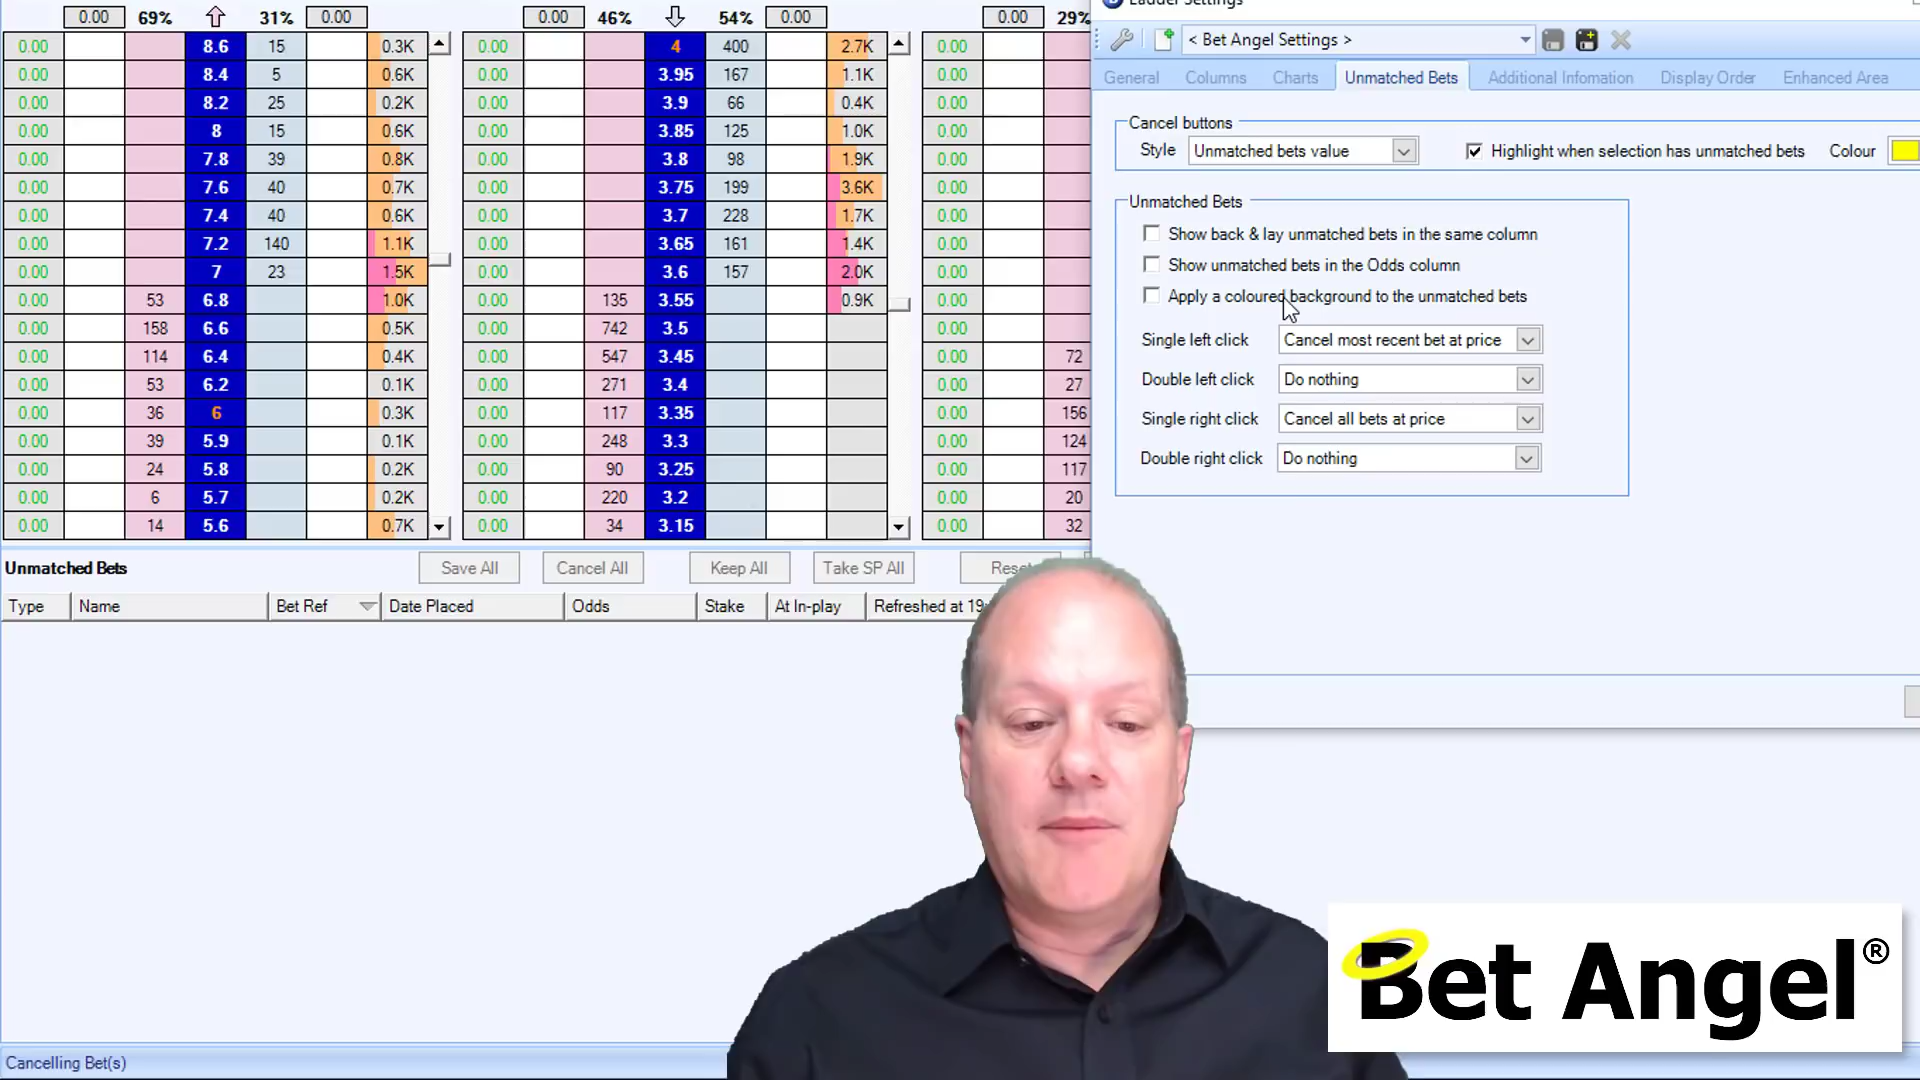 0.00 69% 31% 0.00 0.00 46% 54% 0.00 0.00 29%
0.00 8.6 15 0.3K 0.00 4 400 2.7K 0.00
0.00 8.4 5 0.6K 0.00 3.95 167 1.1K 0.00
0.00 8.2 25 0.2K 0.00 3.9 66 0.4K 0.00
0.00 8 15 0.6K 0.00 3.85 125 1.0K 0.00
0.00 7.8 39 0.8K 0.00 3.8 98 1.9K 0.00
0.00 7.6 40 0.7K 0.00 3.75 199 3.6K 0.00
0.00 7.4 40 0.6K 0.00 3.7 228 1.7K 0.00
0.00 7.2 140 1.1K 0.00 3.65 161 1.4K 0.00
0.00 7 23 1.5K 0.00 3.6 157 2.0K 0.00
0.00 53 6.8 1.0K 0.00 135 3.55 0.9K 0.00
0.00 158 6.6 0.5K 0.00 742 3.5 0.00
0.00 114 6.4 0.4K 0.00 547 3.45 0.00 72
0.00 53 6.2 0.1K 0.00 271 3.4 0.00 27
0.00 36 6 0.3K 0.00 117 3.35 0.00 156
0.00 39 5.9 0.1K 0.00 248 3.3 0.00 124
0.00 24 5.8 0.2K 0.00 90 3.25 0.00 117
0.00 6 5.7 0.2K 0.00 220 3.2 0.00 20
0.00 14 5.6 0.7K 0.00 34 3.15 0.00 32
Unmatched Bets Save All Cancel All Keep All Take SP All Reset
Type Name Bet Ref Date Placed Odds Stake At In-play Refreshed at 19
Cancelling Bet(s)
Ladder Settings
< Bet Angel Settings >
General Columns Charts Unmatched Bets Additional Infomation Display Order Enhanced Area
Cancel buttons
Style Unmatched bets value Highlight when selection has unmatched bets Colour
Unmatched Bets
Show back & lay unmatched bets in the same column
Show unmatched bets in the Odds column
Apply a coloured background to the unmatched bets
Single left click Cancel most recent bet at price
Double left click Do nothing
Single right click Cancel all bets at price
Double right click Do nothing
Bet Angel®